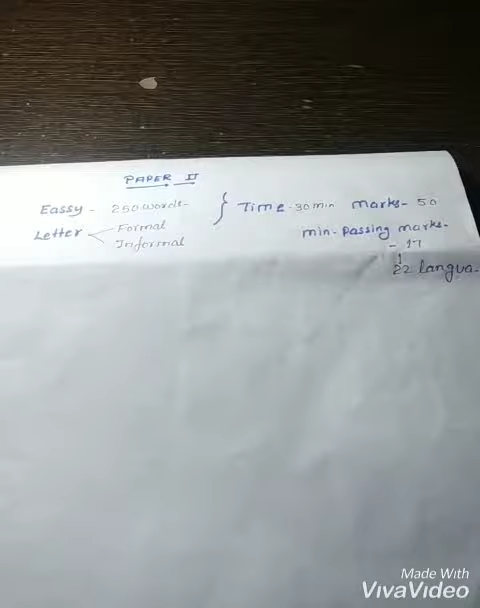 PAPER II
Eassy - 250 words- } Time - 30 min marks- 50
Letter Formal
Informal
min. Passing marks-
- 17
22 langua-
Made With
VivaVideo